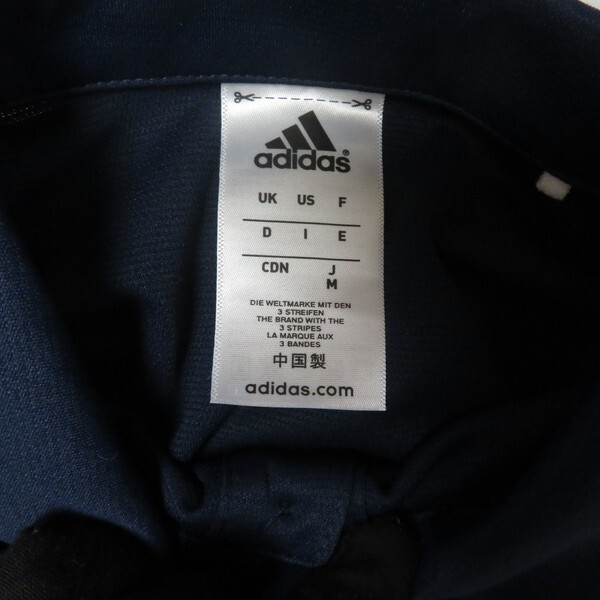 adidas®
UK US F
D I E
CDN J
M
DIE WELTMARKE MIT DEN
3 STREIFEN
THE BRAND WITH THE
3 STRIPES
LA MARQUE AUX
3 BANDES
中国製
adidas.com